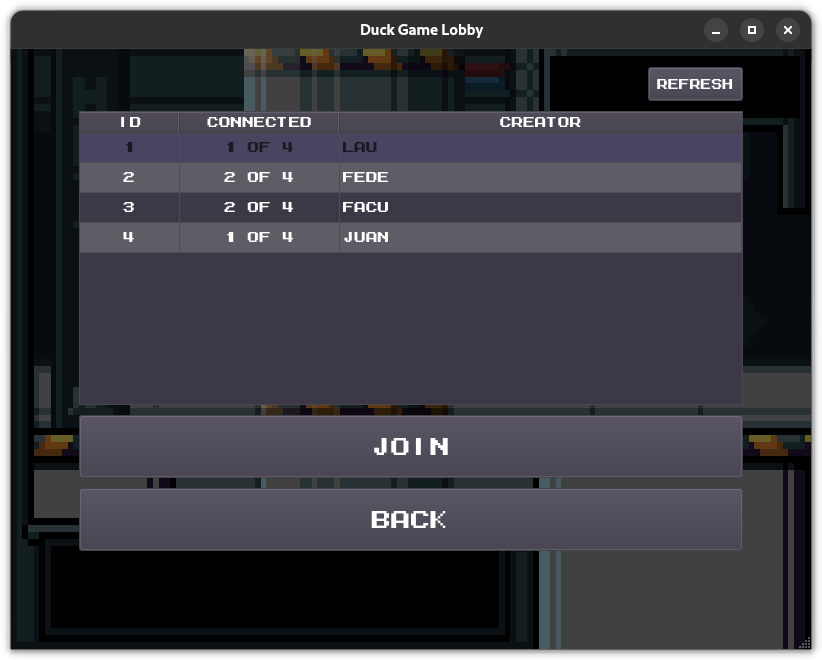 Duck Game Lobby
REFRESH
ID CONNECTED CREATOR
1 1 OF 4 LAU
2 2 OF 4 FEDE
3 2 OF 4 FACU
4 1 OF 4 JUAN
JOIN
BACK